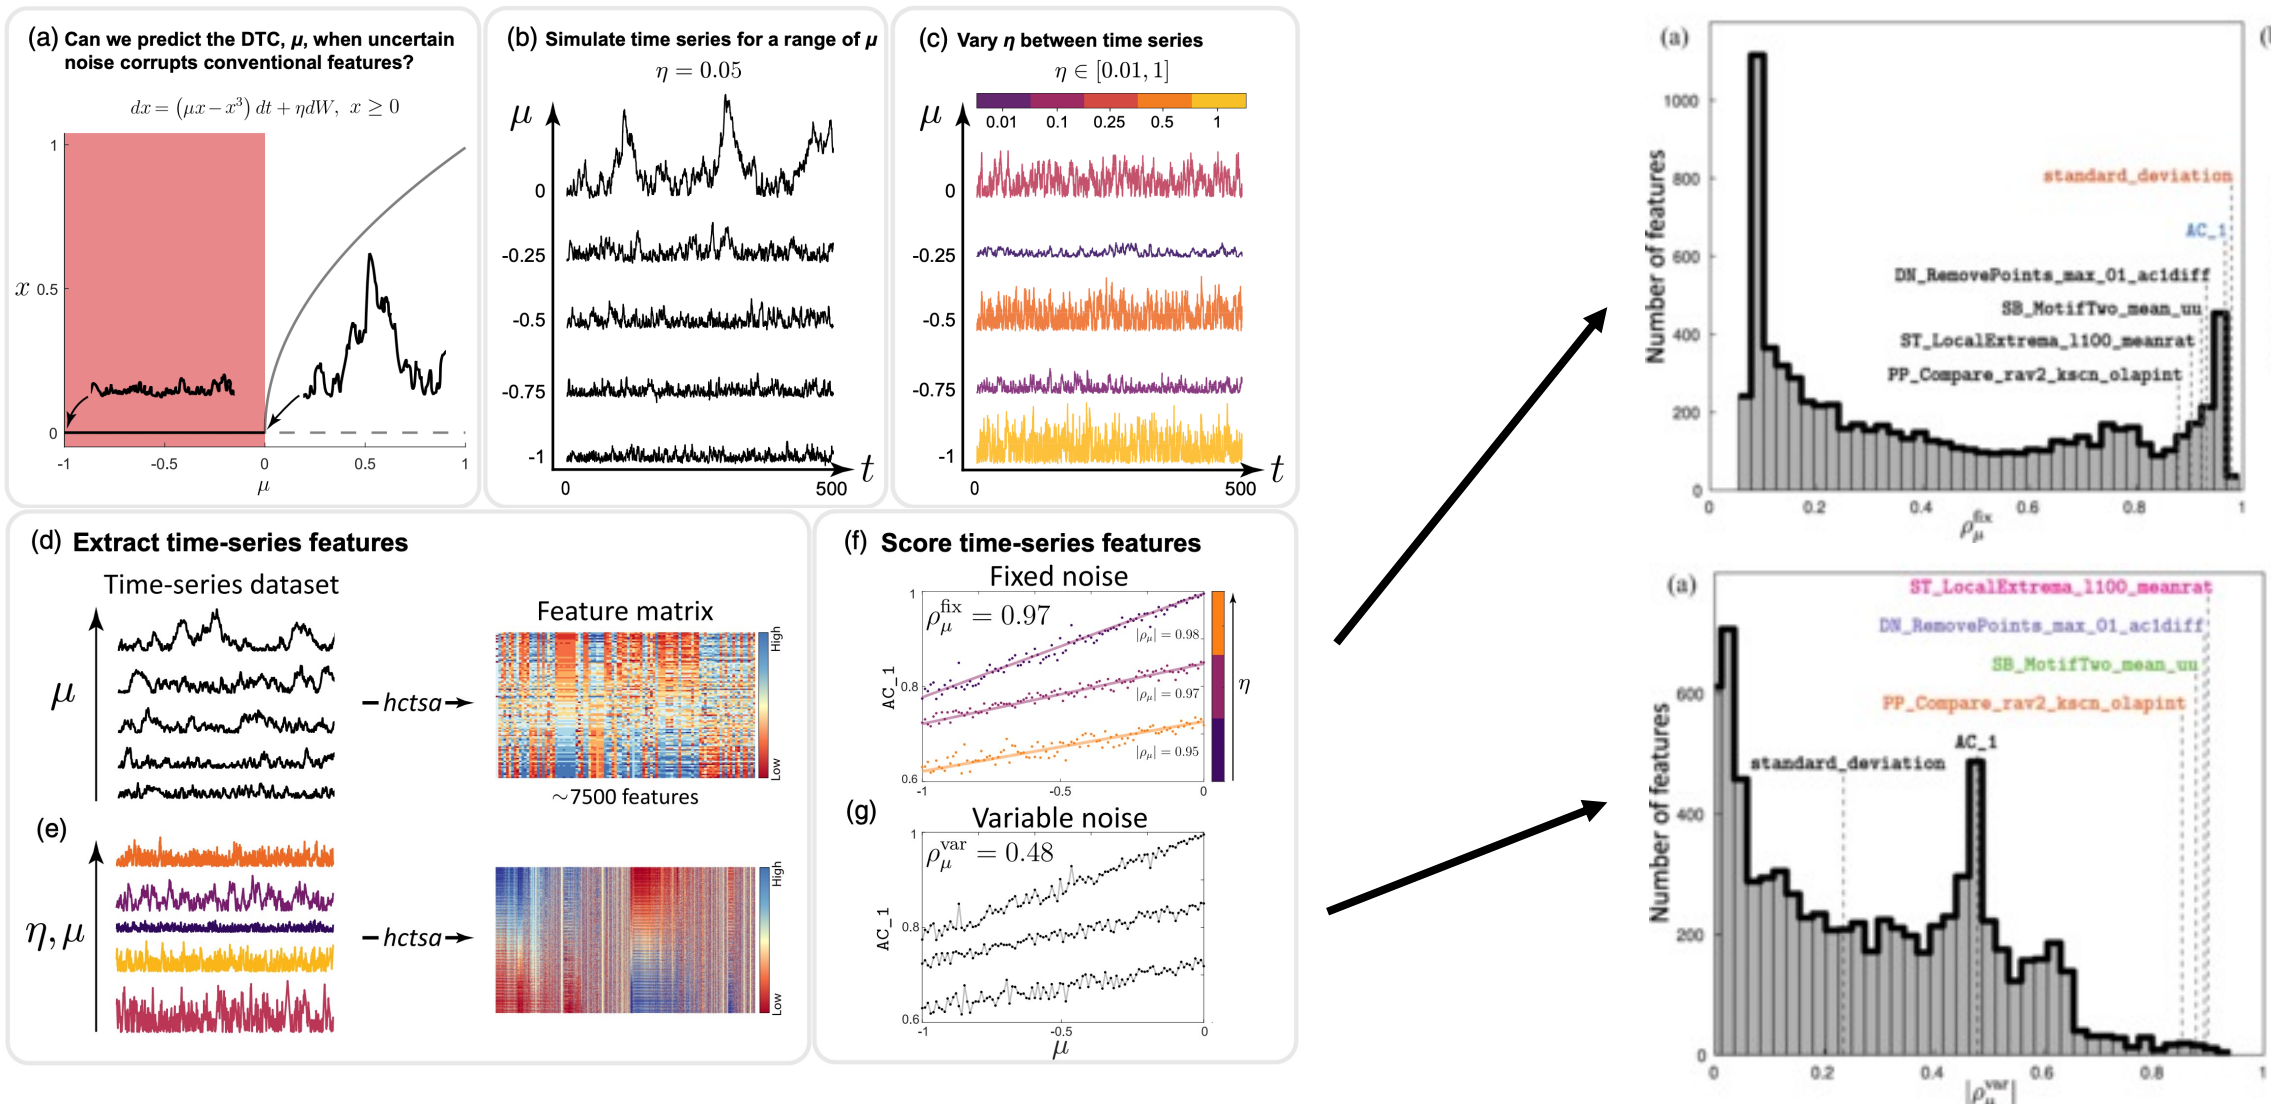 (a) Can we predict the DTC, μ, when uncertain
noise corrupts conventional features?
dx = (μx − x³) dt + ηdW, x ≥ 0
1
x 0.5
0
-1 -0.5 0 0.5 1
μ
(b) Simulate time series for a range of μ
η = 0.05
μ
0
-0.25
-0.5
-0.75
-1
t
0 500
(c) Vary η between time series
η ∈ [0.01, 1]
0.01 0.1 0.25 0.5 1
μ
0
-0.25
-0.5
-0.75
-1
t
0 500
(d) Extract time-series features
Time-series dataset
μ
hctsa
Feature matrix
High
Low
~7500 features
(e)
η, μ
hctsa
High
Low
(f) Score time-series features
Fixed noise
ρ_μ^fix = 0.97
|ρ_μ| = 0.98
|ρ_μ| = 0.97
|ρ_μ| = 0.95
AC_1
1
0.8
0.6
-1 -0.5 0
η
(g) Variable noise
ρ_μ^var = 0.48
AC_1
1
0.8
0.6
-1 -0.5 0
μ
(a)
(b
Number of features
1000
800
600
400
200
0
standard_deviation
AC_1
DN_RemovePoints_max_01_ac1diff
SB_MotifTwo_mean_uu
ST_LocalExtrema_l100_meanrat
PP_Compare_rav2_kscn_olapint
0 0.2 0.4 0.6 0.8 1
ρ_μ^fix
(a)
Number of features
600
400
200
0
ST_LocalExtrema_l100_meanrat
DN_RemovePoints_max_01_ac1diff
SB_MotifTwo_mean_uu
PP_Compare_rav2_kscn_olapint
AC_1
standard_deviation
0 0.2 0.4 0.6 0.8 1
|ρ_μ^var|